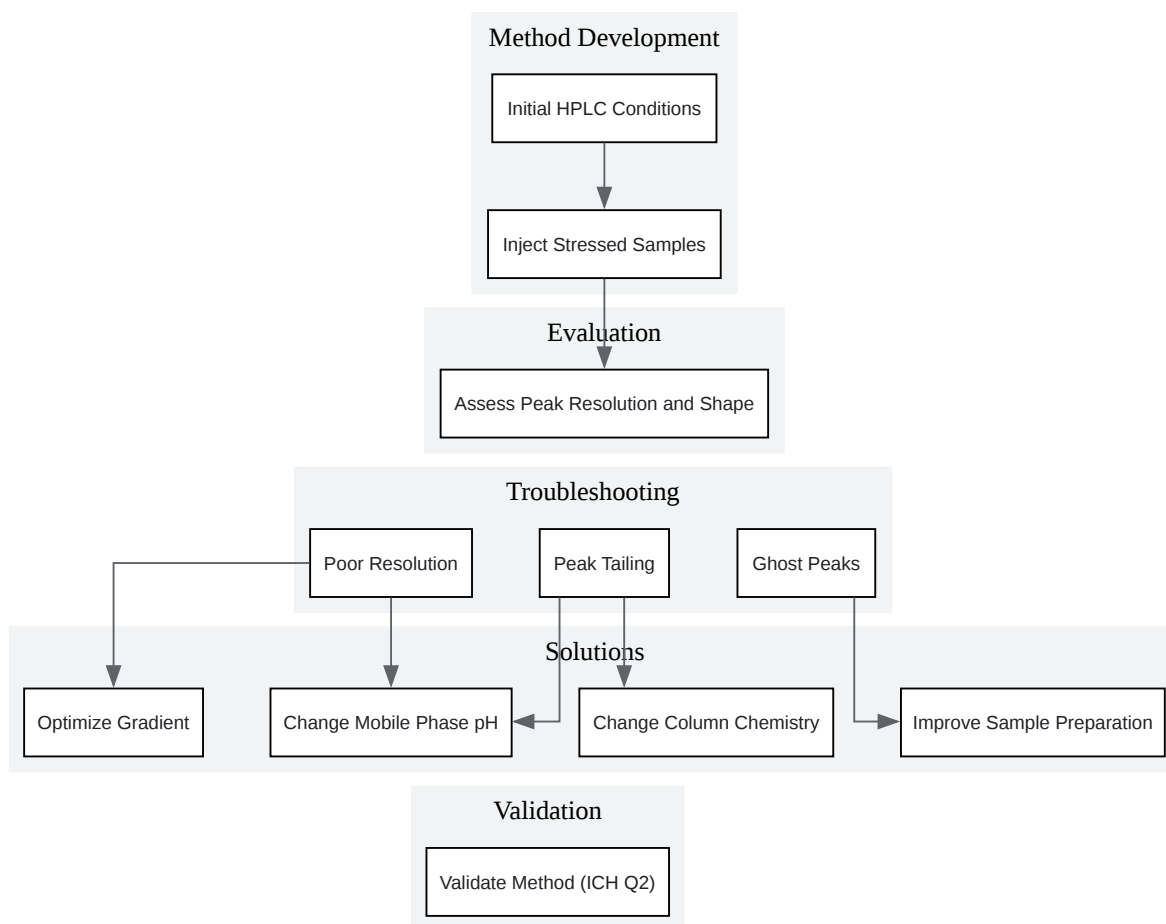 Method Development
Initial HPLC Conditions
Inject Stressed Samples
Evaluation
Assess Peak Resolution and Shape
Troubleshooting
Poor Resolution
Peak Tailing
Ghost Peaks
Solutions
Optimize Gradient
Change Mobile Phase pH
Change Column Chemistry
Improve Sample Preparation
Validation
Validate Method (ICH Q2)